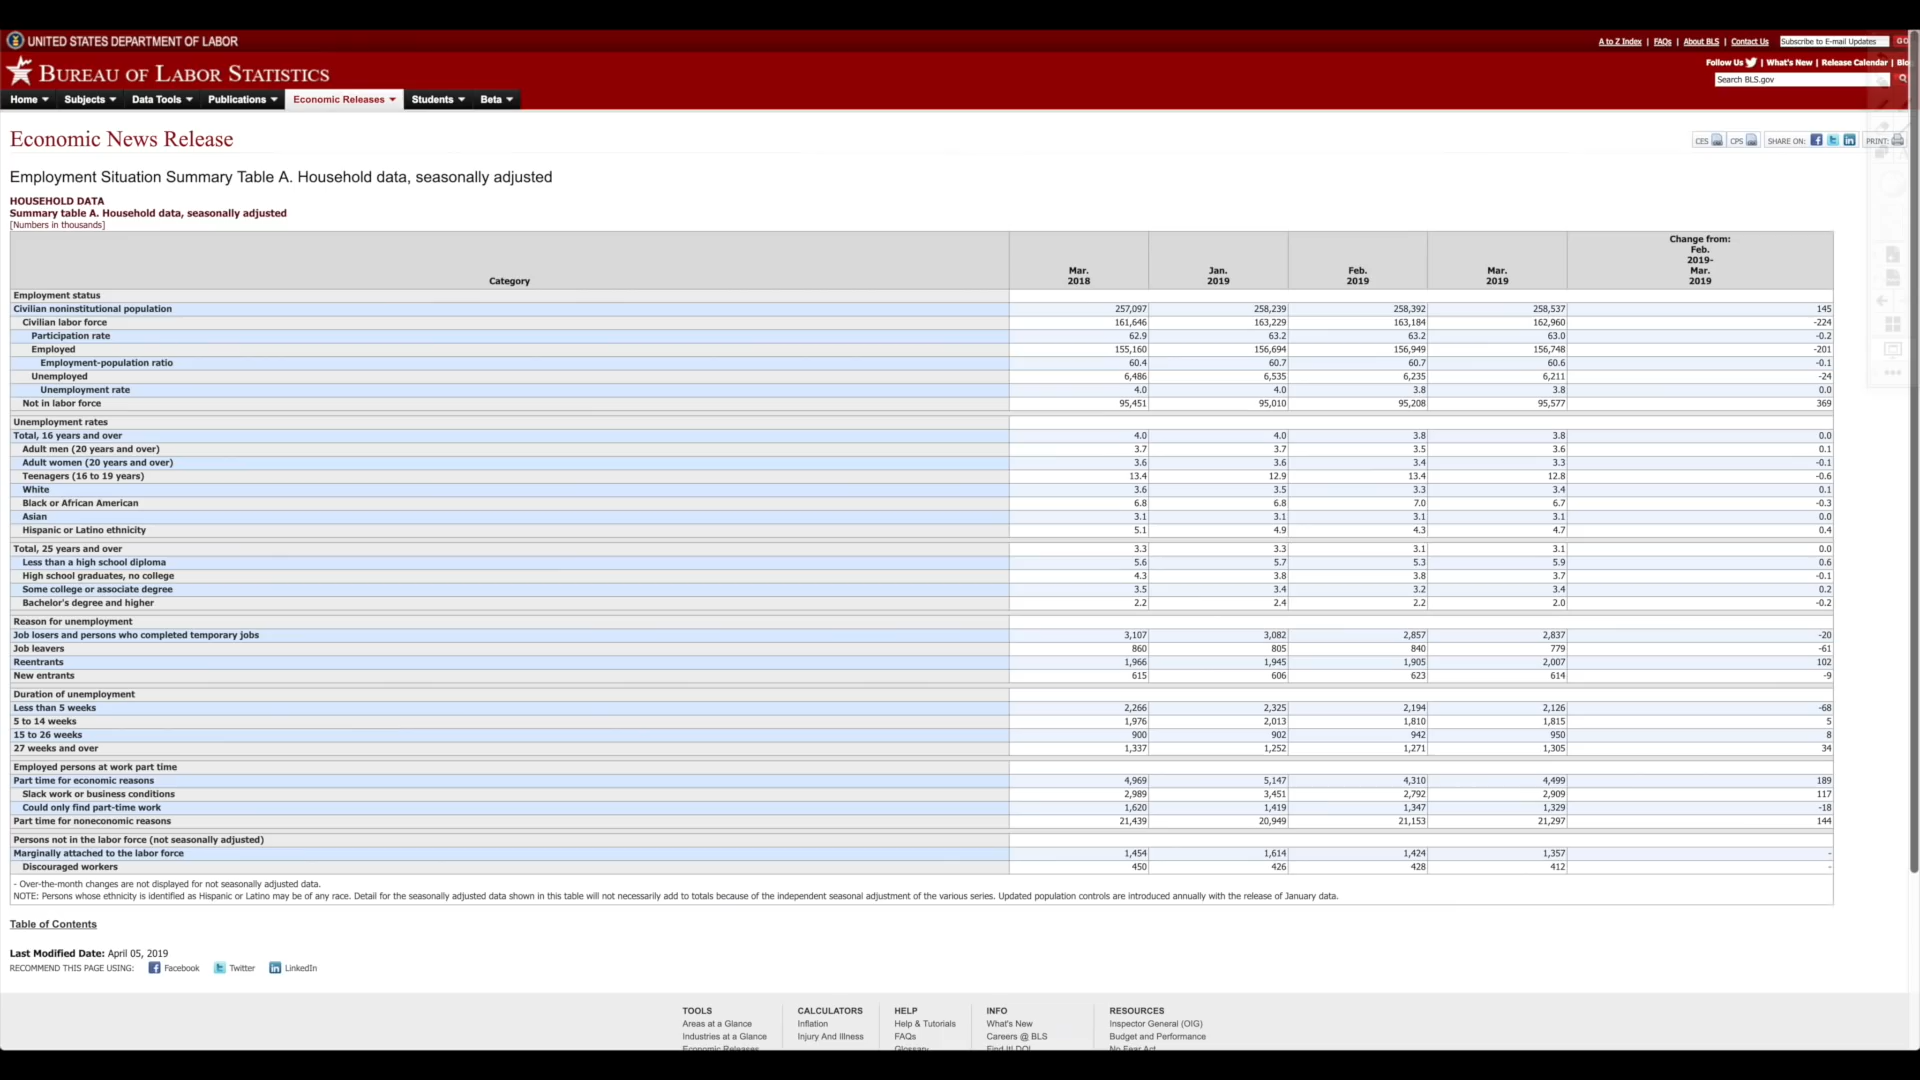 UNITED STATES DEPARTMENT OF LABOR
A to Z Index | FAQs | About BLS | Contact Us Subscribe to E-mail Updates GO
Follow Us | What's New | Release Calendar | Blo
BUREAU OF LABOR STATISTICS
Search BLS.gov
Home Subjects Data Tools Publications Economic Releases Students Beta
Economic News Release
CES CPS SHARE ON: PRINT:
Employment Situation Summary Table A. Household data, seasonally adjusted
HOUSEHOLD DATA
Summary table A. Household data, seasonally adjusted
[Numbers in thousands]
Category Mar. 2018 Jan. 2019 Feb. 2019 Mar. 2019 Change from: Feb. 2019- Mar. 2019
Employment status
Civilian noninstitutional population 257,097 258,239 258,392 258,537 145
Civilian labor force 161,646 163,229 163,184 162,960 -224
Participation rate 62.9 63.2 63.2 63.0 -0.2
Employed 155,160 156,694 156,949 156,748 -201
Employment-population ratio 60.4 60.7 60.7 60.6 -0.1
Unemployed 6,486 6,535 6,235 6,211 -24
Unemployment rate 4.0 4.0 3.8 3.8 0.0
Not in labor force 95,451 95,010 95,208 95,577 369
Unemployment rates
Total, 16 years and over 4.0 4.0 3.8 3.8 0.0
Adult men (20 years and over) 3.7 3.7 3.5 3.6 0.1
Adult women (20 years and over) 3.6 3.6 3.4 3.3 -0.1
Teenagers (16 to 19 years) 13.4 12.9 13.4 12.8 -0.6
White 3.6 3.5 3.3 3.4 0.1
Black or African American 6.8 6.8 7.0 6.7 -0.3
Asian 3.1 3.1 3.1 3.1 0.0
Hispanic or Latino ethnicity 5.1 4.9 4.3 4.7 0.4
Total, 25 years and over 3.3 3.3 3.1 3.1 0.0
Less than a high school diploma 5.6 5.7 5.3 5.9 0.6
High school graduates, no college 4.3 3.8 3.8 3.7 -0.1
Some college or associate degree 3.5 3.4 3.2 3.4 0.2
Bachelor's degree and higher 2.2 2.4 2.2 2.0 -0.2
Reason for unemployment
Job losers and persons who completed temporary jobs 3,107 3,082 2,857 2,837 -20
Job leavers 860 805 840 779 -61
Reentrants 1,966 1,945 1,905 2,007 102
New entrants 615 606 623 614 -9
Duration of unemployment
Less than 5 weeks 2,266 2,325 2,194 2,126 -68
5 to 14 weeks 1,976 2,013 1,810 1,815 5
15 to 26 weeks 900 902 942 950 8
27 weeks and over 1,337 1,252 1,271 1,305 34
Employed persons at work part time
Part time for economic reasons 4,969 5,147 4,310 4,499 189
Slack work or business conditions 2,989 3,451 2,792 2,909 117
Could only find part-time work 1,620 1,419 1,347 1,329 -18
Part time for noneconomic reasons 21,439 20,949 21,153 21,297 144
Persons not in the labor force (not seasonally adjusted)
Marginally attached to the labor force 1,454 1,614 1,424 1,357 -
Discouraged workers 450 426 428 412 -
- Over-the-month changes are not displayed for not seasonally adjusted data.
NOTE: Persons whose ethnicity is identified as Hispanic or Latino may be of any race. Detail for the seasonally adjusted data shown in this table will not necessarily add to totals because of the independent seasonal adjustment of the various series. Updated population controls are introduced annually with the release of January data.
Table of Contents
Last Modified Date: April 05, 2019
RECOMMEND THIS PAGE USING: Facebook Twitter LinkedIn
TOOLS CALCULATORS HELP INFO RESOURCES
Areas at a Glance Inflation Help & Tutorials What's New Inspector General (OIG)
Industries at a Glance Injury And Illness FAQs Careers @ BLS Budget and Performance
Economic Releases Glossary Find It! DOL No Fear Act